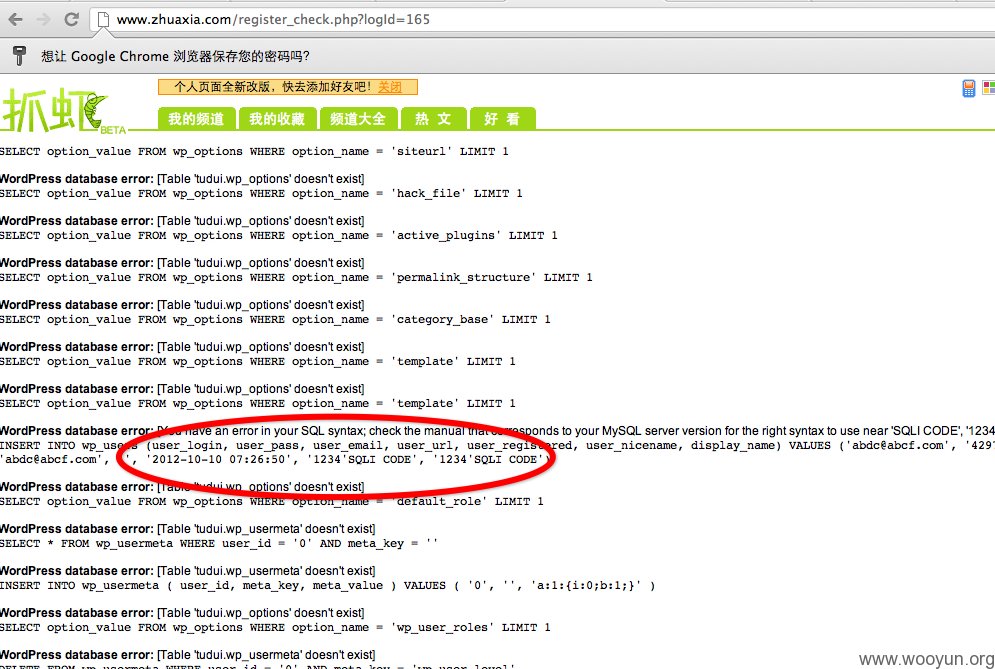 www.zhuaxia.com/register_check.php?logId=165
想让 Google Chrome 浏览器保存您的密码吗?
个人页面全新改版，快去添加好友吧! 关闭
抓虾 BETA
我的频道 我的收藏 频道大全 热 文 好 看
SELECT option_value FROM wp_options WHERE option_name = 'siteurl' LIMIT 1
WordPress database error: [Table 'tudui.wp_options' doesn't exist]
SELECT option_value FROM wp_options WHERE option_name = 'hack_file' LIMIT 1
WordPress database error: [Table 'tudui.wp_options' doesn't exist]
SELECT option_value FROM wp_options WHERE option_name = 'active_plugins' LIMIT 1
WordPress database error: [Table 'tudui.wp_options' doesn't exist]
SELECT option_value FROM wp_options WHERE option_name = 'permalink_structure' LIMIT 1
WordPress database error: [Table 'tudui.wp_options' doesn't exist]
SELECT option_value FROM wp_options WHERE option_name = 'category_base' LIMIT 1
WordPress database error: [Table 'tudui.wp_options' doesn't exist]
SELECT option_value FROM wp_options WHERE option_name = 'template' LIMIT 1
WordPress database error: [Table 'tudui.wp_options' doesn't exist]
SELECT option_value FROM wp_options WHERE option_name = 'template' LIMIT 1
WordPress database error: [You have an error in your SQL syntax; check the manual that corresponds to your MySQL server version for the right syntax to use near 'SQLI CODE', '1234
INSERT INTO wp_users (user_login, user_pass, user_email, user_url, user_registered, user_nicename, display_name) VALUES ('abdc@abcf.com', '429
'abdc@abcf.com', '', '2012-10-10 07:26:50', '1234'SQLI CODE', '1234'SQLI CODE')
WordPress database error: [Table 'tudui.wp_options' doesn't exist]
SELECT option_value FROM wp_options WHERE option_name = 'default_role' LIMIT 1
WordPress database error: [Table 'tudui.wp_usermeta' doesn't exist]
SELECT * FROM wp_usermeta WHERE user_id = '0' AND meta_key = ''
WordPress database error: [Table 'tudui.wp_usermeta' doesn't exist]
INSERT INTO wp_usermeta ( user_id, meta_key, meta_value ) VALUES ( '0', '', 'a:1:{i:0;b:1;}' )
WordPress database error: [Table 'tudui.wp_options' doesn't exist]
SELECT option_value FROM wp_options WHERE option_name = 'wp_user_roles' LIMIT 1
WordPress database error: [Table 'tudui.wp_usermeta' doesn't exist]
DELETE FROM wp_usermeta WHERE user_id = '0' AND meta_key = 'wp_user_level'
www.wooyun.org